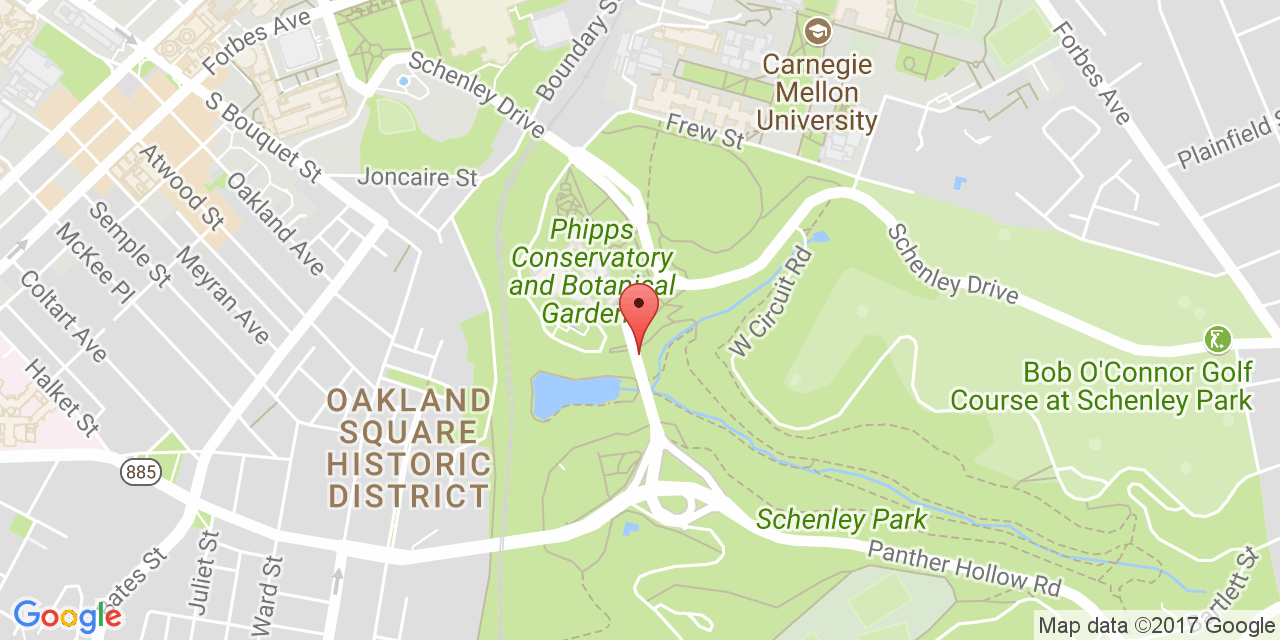 Forbes Ave
Schenley Drive
Boundary S
Carnegie
Mellon
University
Forbes Ave
Plainfield S
S Bouquet St
Frew St
Atwood St
Joncaire St
Oakland Ave
Semple St
McKee Pl
Meyran Ave
Coltart Ave
Halket St
Phipps
Conservatory
and Botanical
Garden
Schenley Drive
W Circuit Rd
Bob O'Connor Golf
Course at Schenley Park
OAKLAND
SQUARE
HISTORIC
DISTRICT
885
Schenley Park
Panther Hollow Rd
ates St
Juliet St
Ward St
artlett St
Google
Map data ©2017 Google